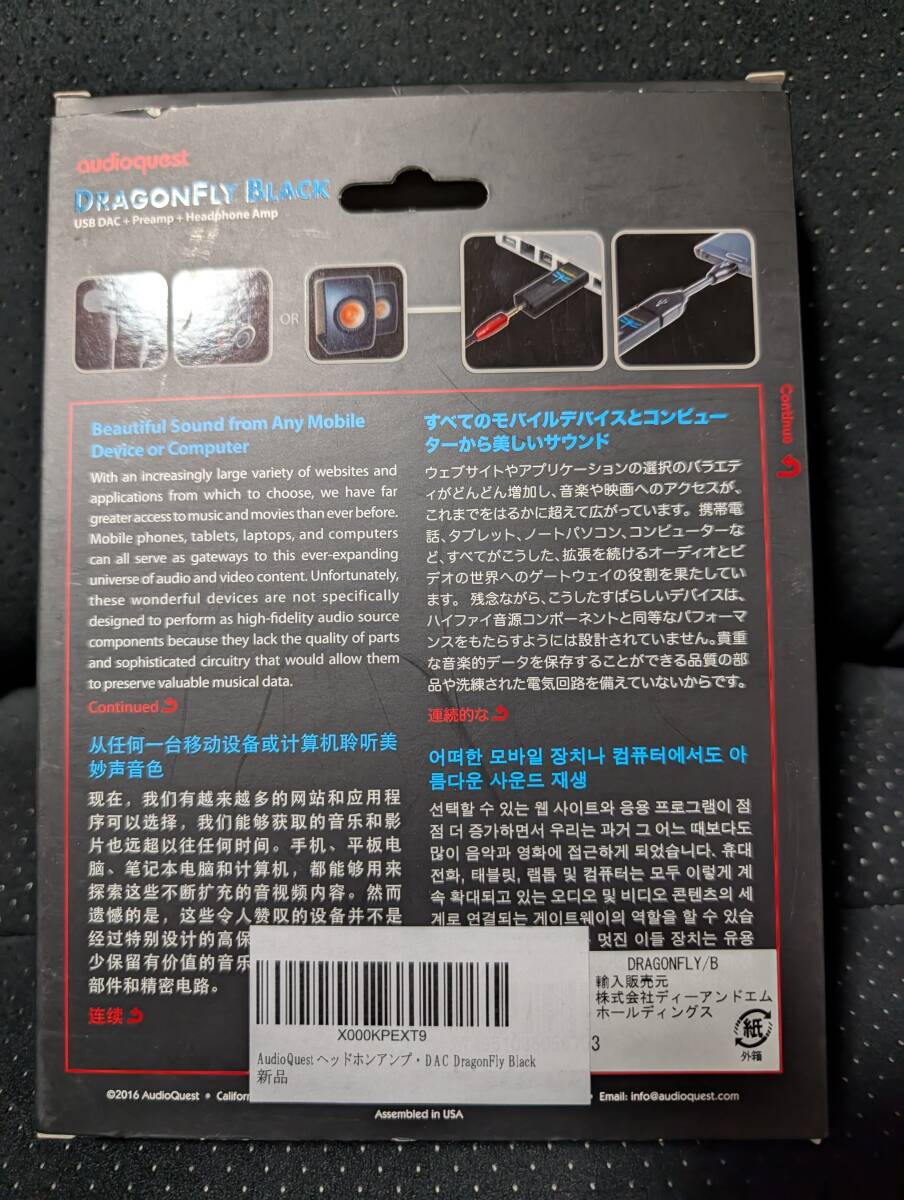 audioquest
DRAGONFLY BLACK
USB DAC + Preamp + Headphone Amp
OR
Continue
Beautiful Sound from Any Mobile
Device or Computer
With an increasingly large variety of websites and
applications from which to choose, we have far
greater access to music and movies than ever before.
Mobile phones, tablets, laptops, and computers
can all serve as gateways to this ever-expanding
universe of audio and video content. Unfortunately,
these wonderful devices are not specifically
designed to perform as high-fidelity audio source
components because they lack the quality of parts
and sophisticated circuitry that would allow them
to preserve valuable musical data.
Continued
すべてのモバイルデバイスとコンピュー
ターから美しいサウンド
ウェブサイトやアプリケーションの選択のバラエテ
ィがどんどん増加し、音楽や映画へのアクセスが、
これまでをはるかに超えて広がっています。携帯電
話、タブレット、ノートパソコン、コンピューターな
ど、すべてがこうした、拡張を続けるオーディオとビ
デオの世界へのゲートウェイの役割を果たしてい
ます。 残念ながら、こうしたすばらしいデバイスは、
ハイファイ音源コンポーネントと同等なパフォーマ
ンスをもたらすようには設計されていません。貴重
な音楽的データを保存することができる品質の部
品や洗練された電気回路を備えていないからです。
連続的な
从任何一台移动设备或计算机聆听美
妙声音色
现在，我们有越来越多的网站和应用程
序可以选择，我们能够获取的音乐和影
片也远超以往任何时间。手机、平板电
脑、笔记本电脑和计算机，都能够用来
探索这些不断扩充的音视频内容。然而
遗憾的是，这些令人赞叹的设备并不是
经过特别设计的高保
少保留有价值的音乐
部件和精密电路。
连续
어떠한 모바일 장치나 컴퓨터에서도 아
름다운 사운드 재생
선택할 수 있는 웹 사이트와 응용 프로그램이 점
점 더 증가하면서 우리는 과거 그 어느 때보다도
많이 음악과 영화에 접근하게 되었습니다. 휴대
전화, 태블릿, 랩톱 및 컴퓨터는 모두 이렇게 계
속 확대되고 있는 오디오 및 비디오 콘텐츠의 세
계로 연결되는 게이트웨이의 역할을 할 수 있습
멋진 이들 장치는 유용
X000KPEXT9
AudioQuest ヘッドホンアンプ・DAC DragonFly Black
新品
DRAGONFLY/B
輸入販売元
株式会社ディーアンドエム
ホールディングス
3
紙
外箱
©2016 AudioQuest • Californ
• Email: info@audioquest.com
Assembled in USA